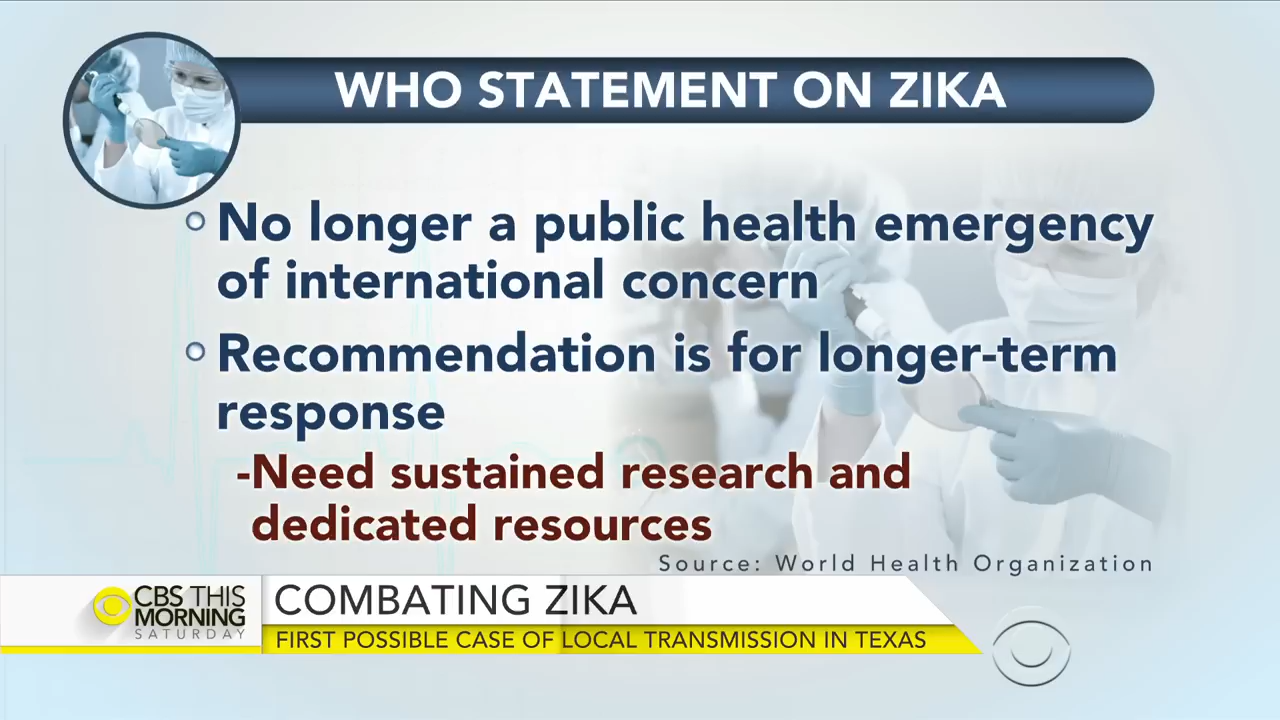 WHO STATEMENT ON ZIKA
No longer a public health emergency
of international concern
Recommendation is for longer-term
response
-Need sustained research and
dedicated resources
Source: World Health Organization
CBS THIS
MORNING
SATURDAY
COMBATING ZIKA
FIRST POSSIBLE CASE OF LOCAL TRANSMISSION IN TEXAS